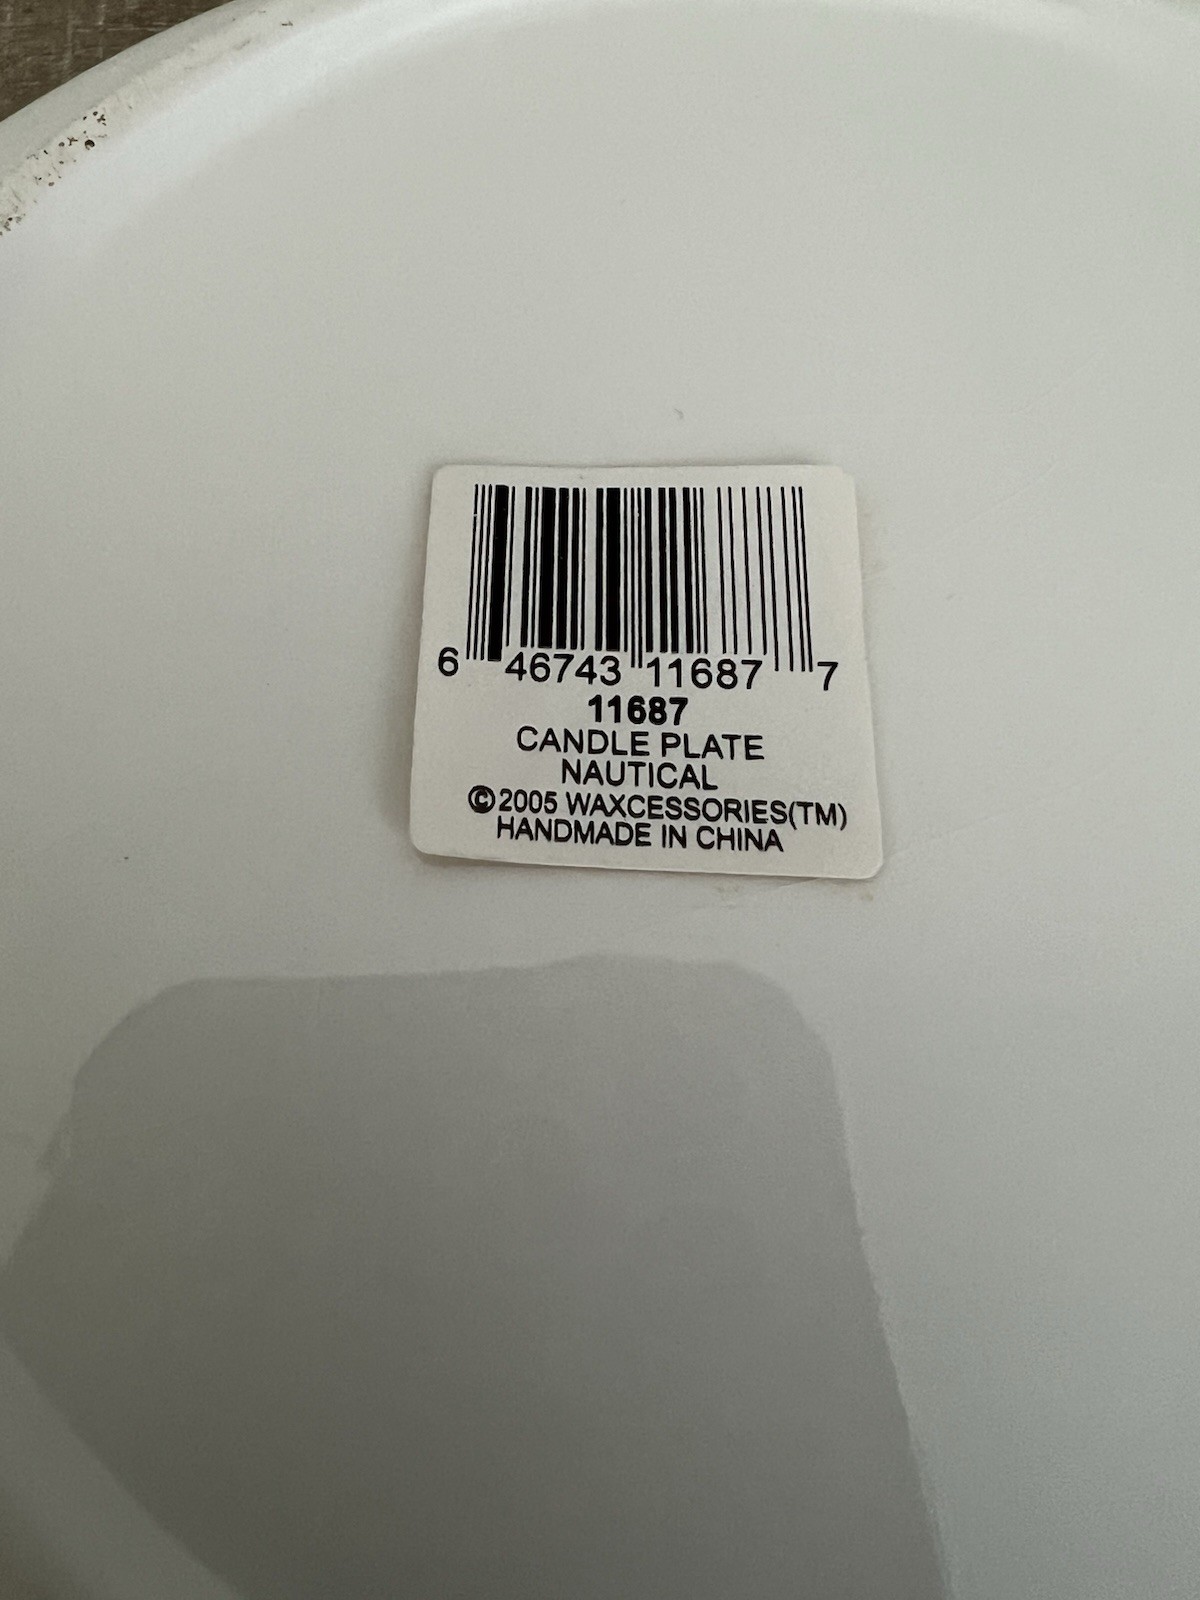 6 46743 11687 7
11687
CANDLE PLATE
NAUTICAL
©2005 WAXCESSORIES(TM)
HANDMADE IN CHINA